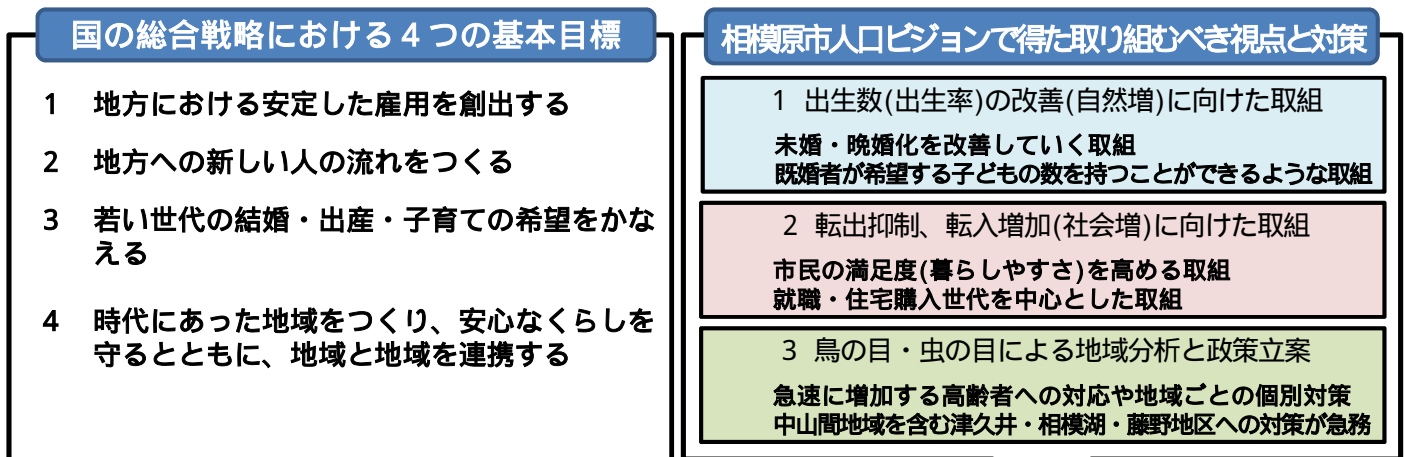 国の総合戦略における４つの基本目標
1 地方における安定した雇用を創出する
2 地方への新しい人の流れをつくる
3 若い世代の結婚・出産・子育ての希望をかな
える
4 時代にあった地域をつくり、安心なくらしを
守るとともに、地域と地域を連携する
相模原市人口ビジョンで得た取り組むべき視点と対策
1 出生数(出生率)の改善(自然増)に向けた取組
未婚・晩婚化を改善していく取組
既婚者が希望する子どもの数を持つことができるような取組
2 転出抑制、転入増加(社会増)に向けた取組
市民の満足度(暮らしやすさ)を高める取組
就職・住宅購入世代を中心とした取組
3 鳥の目・虫の目による地域分析と政策立案
急速に増加する高齢者への対応や地域ごとの個別対策
中山間地域を含む津久井・相模湖・藤野地区への対策が急務